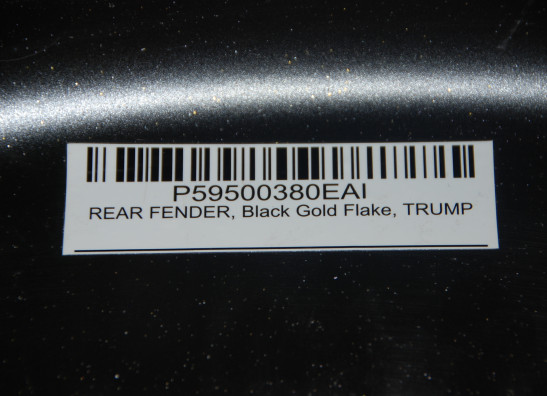 P59500380EAI
REAR FENDER, Black Gold Flake, TRUMP